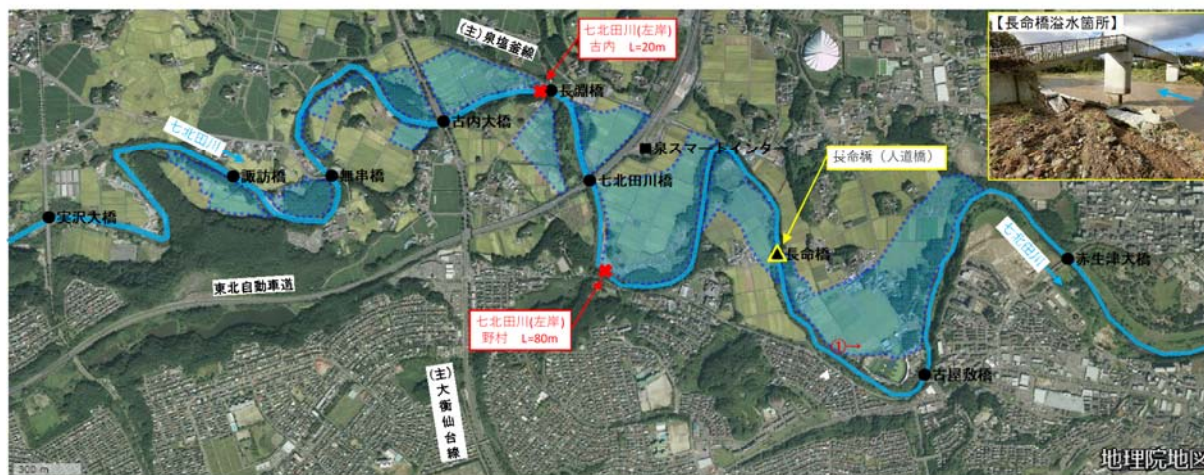 【長命橋溢水箇所】
(主)泉塩釜線
七北田川(左岸)
古内 L=20m
長淵橋
古内大橋
泉スマートインター
長命橋（人道橋）
七北田川
諏訪橋
無串橋
七北田川橋
実沢大橋
長命橋
七北田川
赤生津大橋
東北自動車道
七北田川(左岸)
野村 L=80m
①→
古屋敷橋
(主)大衡仙台線
300 m
地理院地図